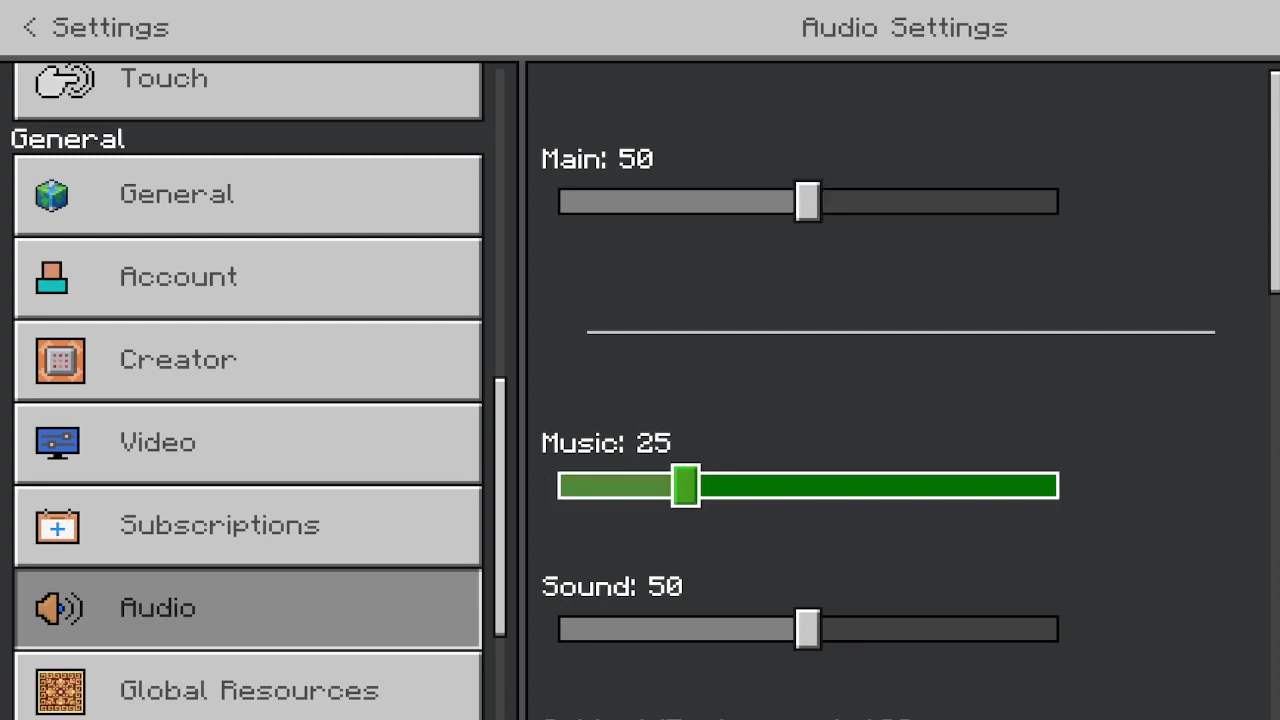 Settings
Audio Settings
Touch
General
General
Account
Creator
Video
Subscriptions
Audio
Global Resources
Main: 50
Music: 25
Sound: 50